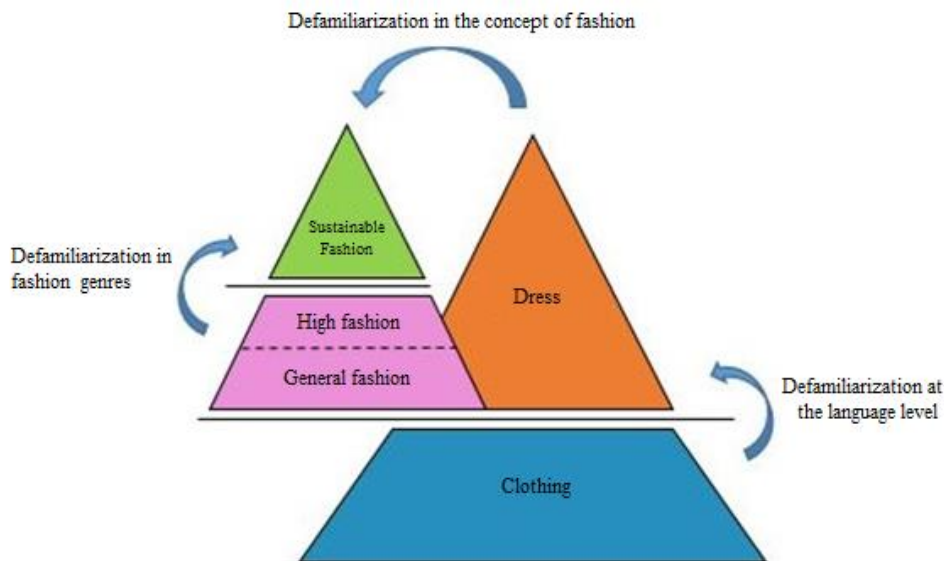 Defamiliarization in the concept of fashion
Sustainable
Fashion
Defamiliarization in
fashion genres
Dress
High fashion
General fashion
Defamiliarization at
the language level
Clothing